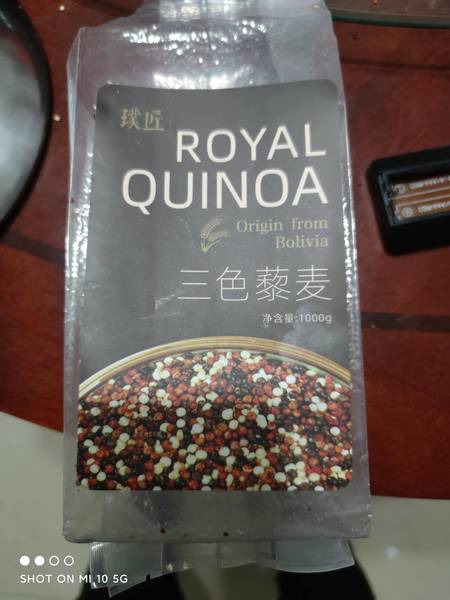 璞匠
ROYAL
QUINOA
Origin from
Bolivia
三色藜麦
净含量:1000g
SHOT ON MI 10 5G